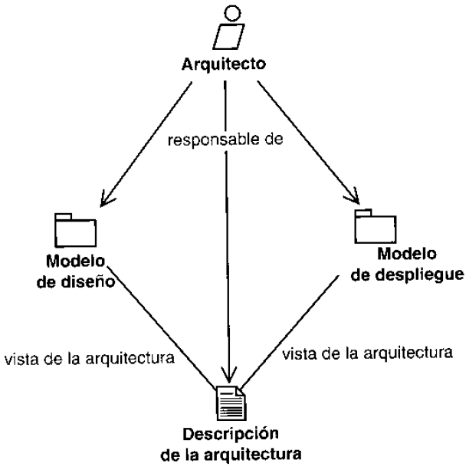 Arquitecto
responsable de
Modelo
de diseño
Modelo
de despliegue
vista de la arquitectura
vista de la arquitectura
Descripción
de la arquitectura